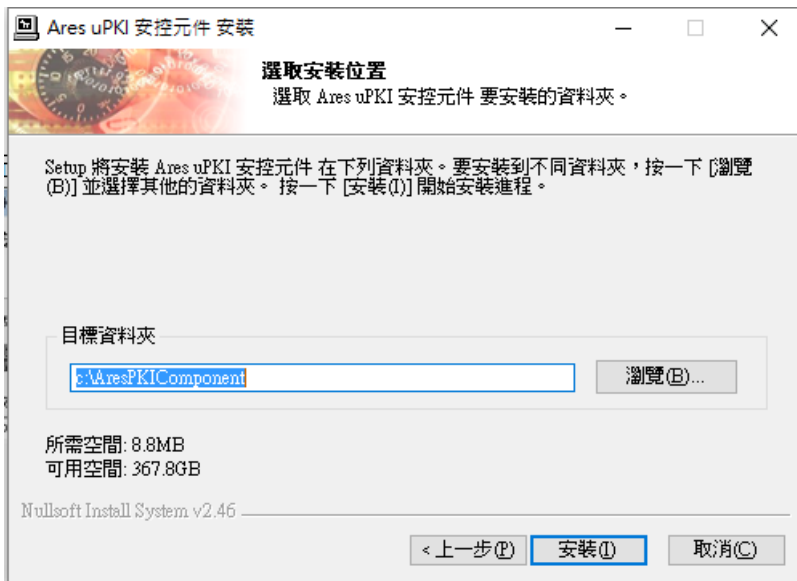 Ares uPKI 安控元件 安裝
選取安裝位置
選取 Ares uPKI 安控元件 要安裝的資料夾。
Setup 將安裝 Ares uPKI 安控元件 在下列資料夾。要安裝到不同資料夾，按一下 [瀏覽
(B)] 並選擇其他的資料夾。 按一下 [安裝(I)] 開始安裝進程。
目標資料夾
c:\AresPKIComponent
瀏覽(B)...
所需空間: 8.8MB
可用空間: 367.8GB
Nullsoft Install System v2.46
<上一步(P) 安裝(I) 取消(C)